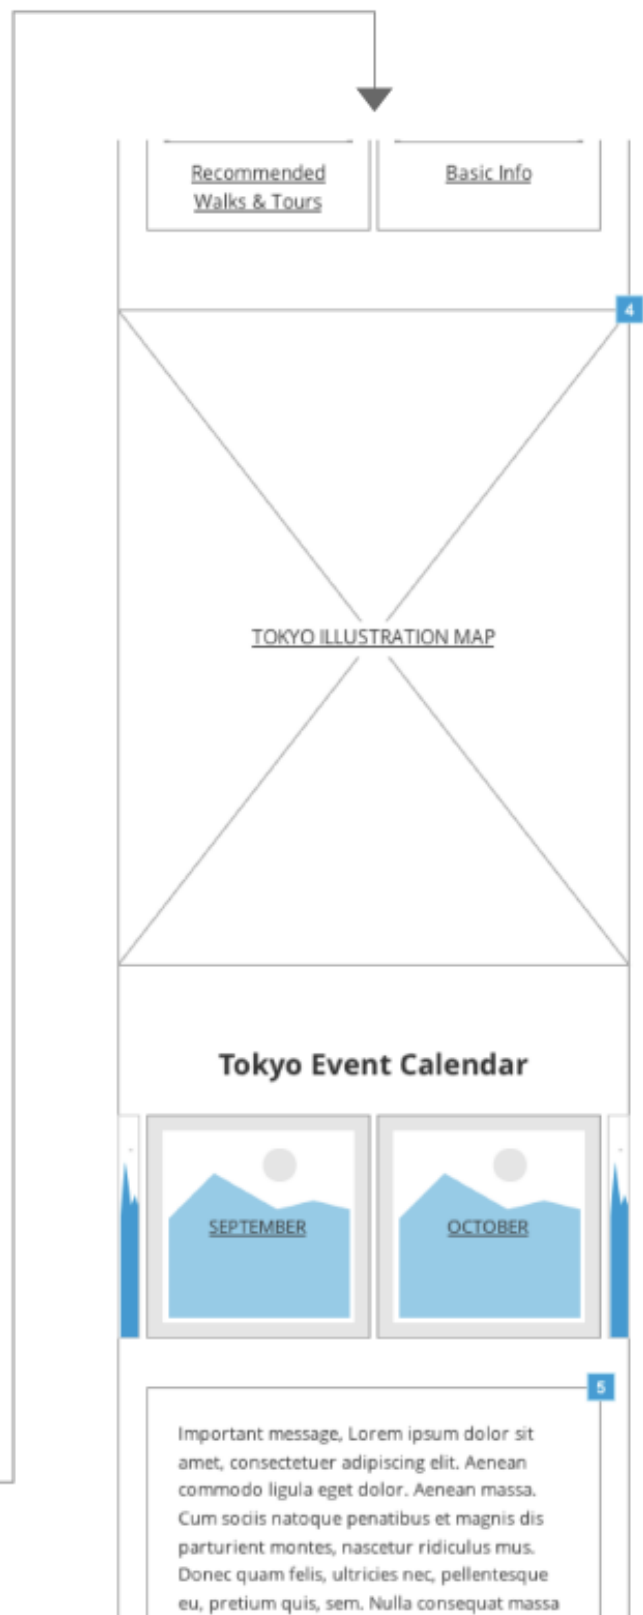 Recommended
Walks & Tours
Basic Info
4
TOKYO ILLUSTRATION MAP
Tokyo Event Calendar
SEPTEMBER
OCTOBER
5
Important message, Lorem ipsum dolor sit
amet, consectetuer adipiscing elit. Aenean
commodo ligula eget dolor. Aenean massa.
Cum sociis natoque penatibus et magnis dis
parturient montes, nascetur ridiculus mus.
Donec quam felis, ultricies nec, pellentesque
eu, pretium quis, sem. Nulla consequat massa